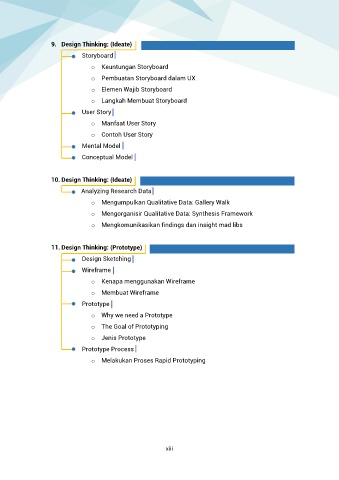 9. Design Thinking: (Ideate)
Storyboard
o Keuntungan Storyboard
o Pembuatan Storyboard dalam UX
o Elemen Wajib Storyboard
o Langkah Membuat Storyboard
User Story
o Manfaat User Story
o Contoh User Story
Mental Model
Conceptual Model
10. Design Thinking: (Ideate)
Analyzing Research Data
o Mengumpulkan Qualitative Data: Gallery Walk
o Mengorganisir Qualitative Data: Synthesis Framework
o Mengkomunikasikan findings dan insight mad libs
11. Design Thinking: (Prototype)
Design Sketching
Wireframe
o Kenapa menggunakan Wireframe
o Membuat Wireframe
Prototype
o Why we need a Prototype
o The Goal of Prototyping
o Jenis Prototype
Prototype Process
o Melakukan Proses Rapid Prototyping
xiii